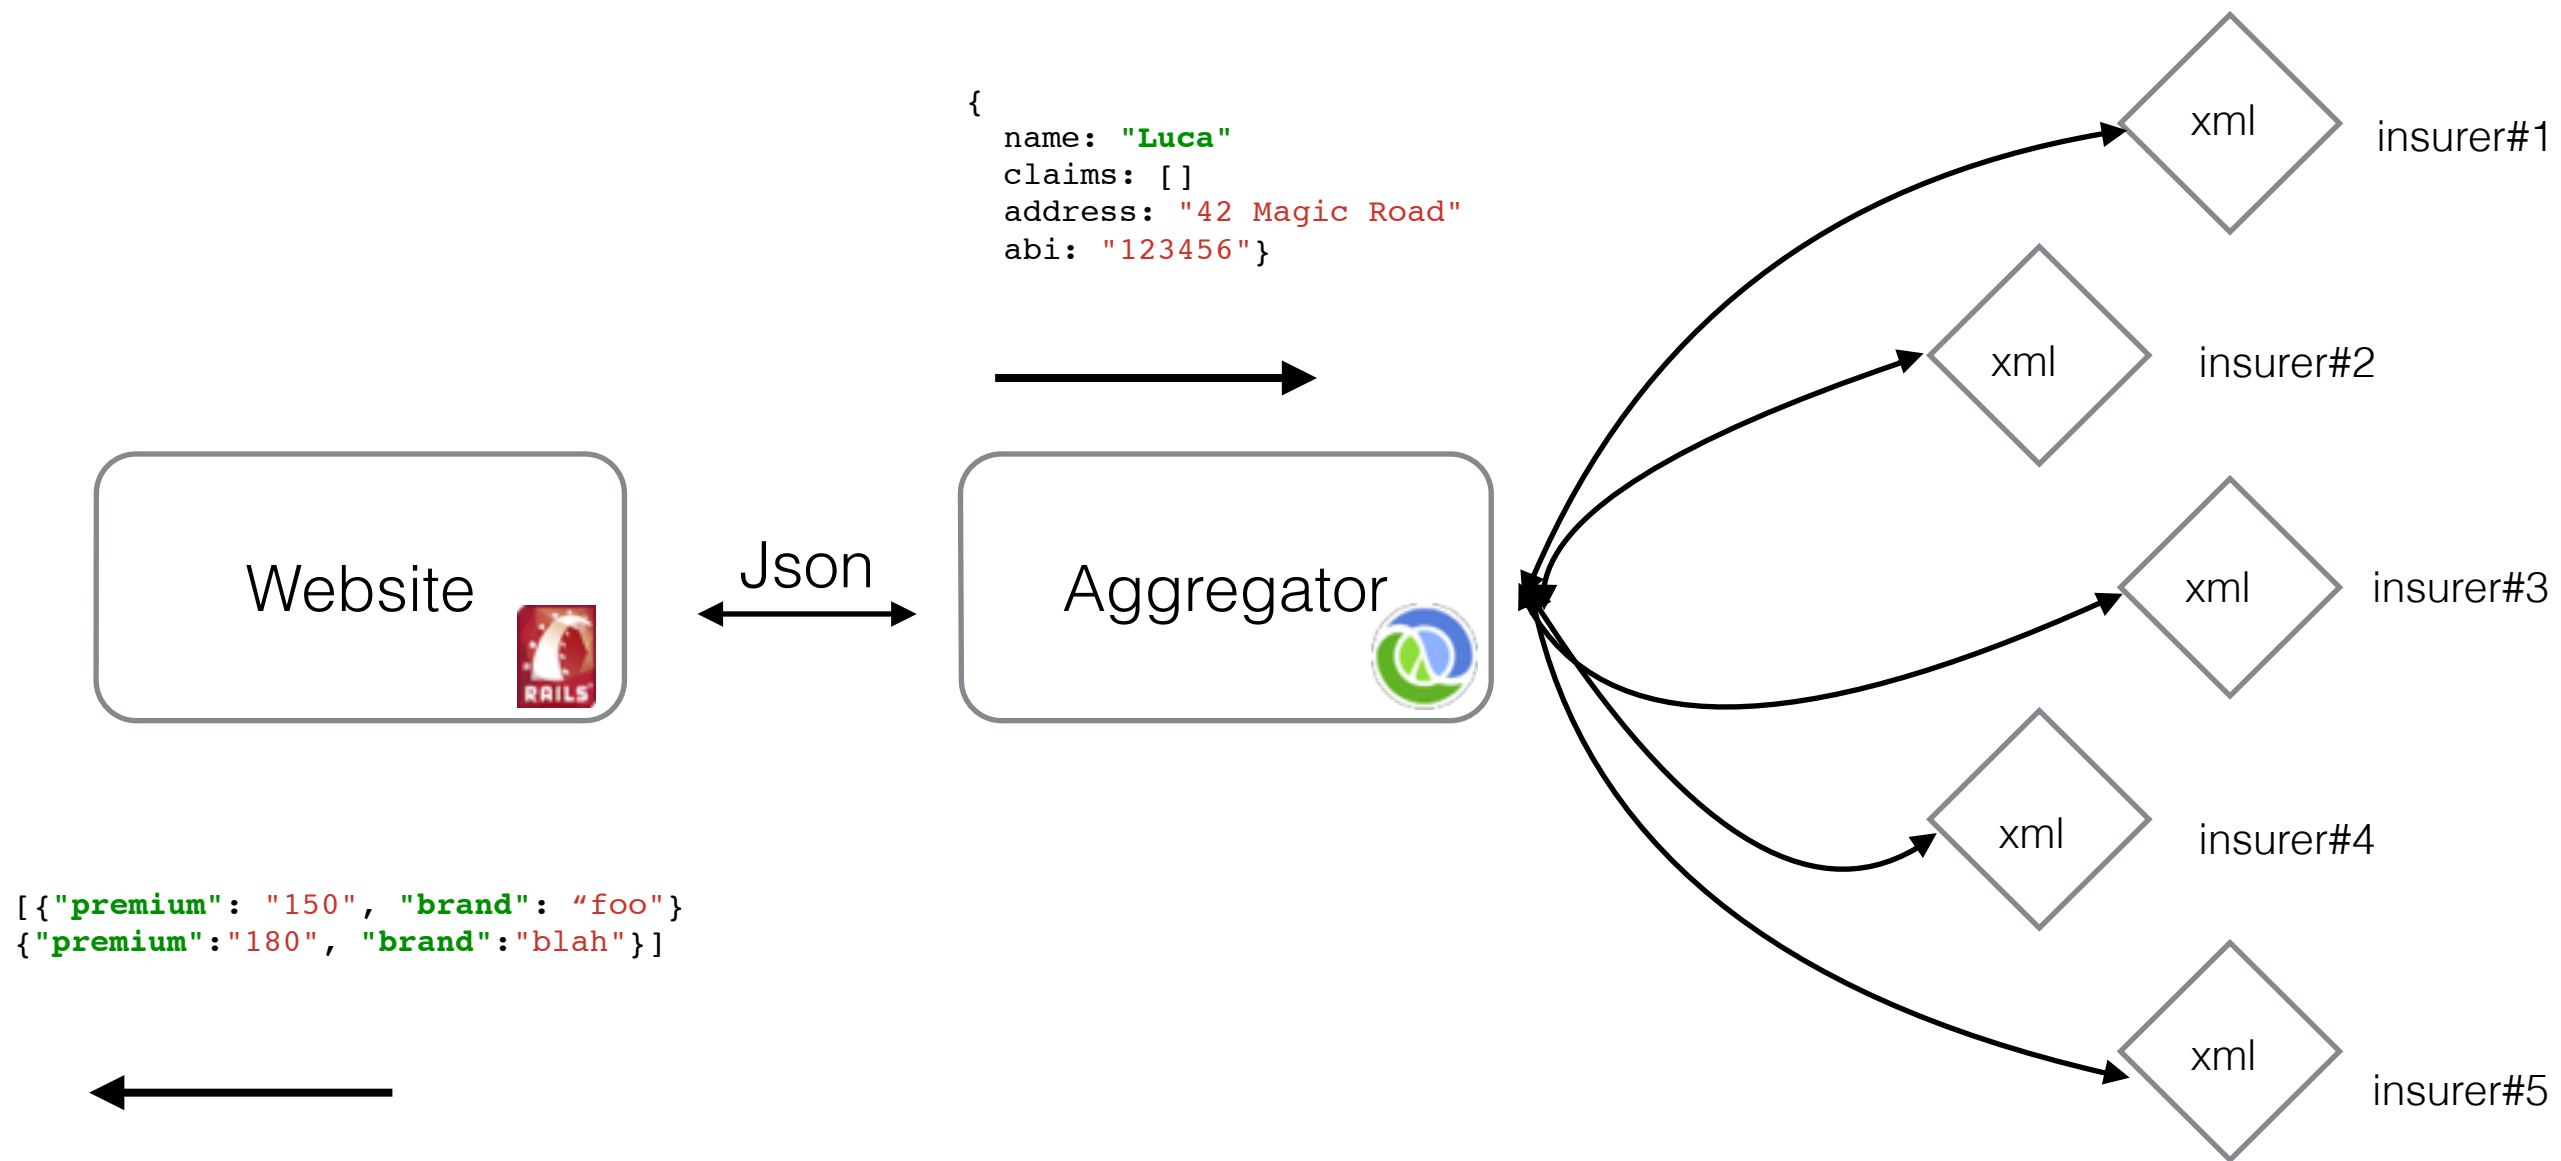 {
name: "Luca"
claims: []
address: "42 Magic Road"
abi: "123456"}
xml
insurer#1
xml
insurer#2
Website
RAILS
Json
Aggregator
xml
insurer#3
xml
insurer#4
[{"premium": "150", "brand": “foo"}
{"premium":"180", "brand":"blah"}]
xml
insurer#5